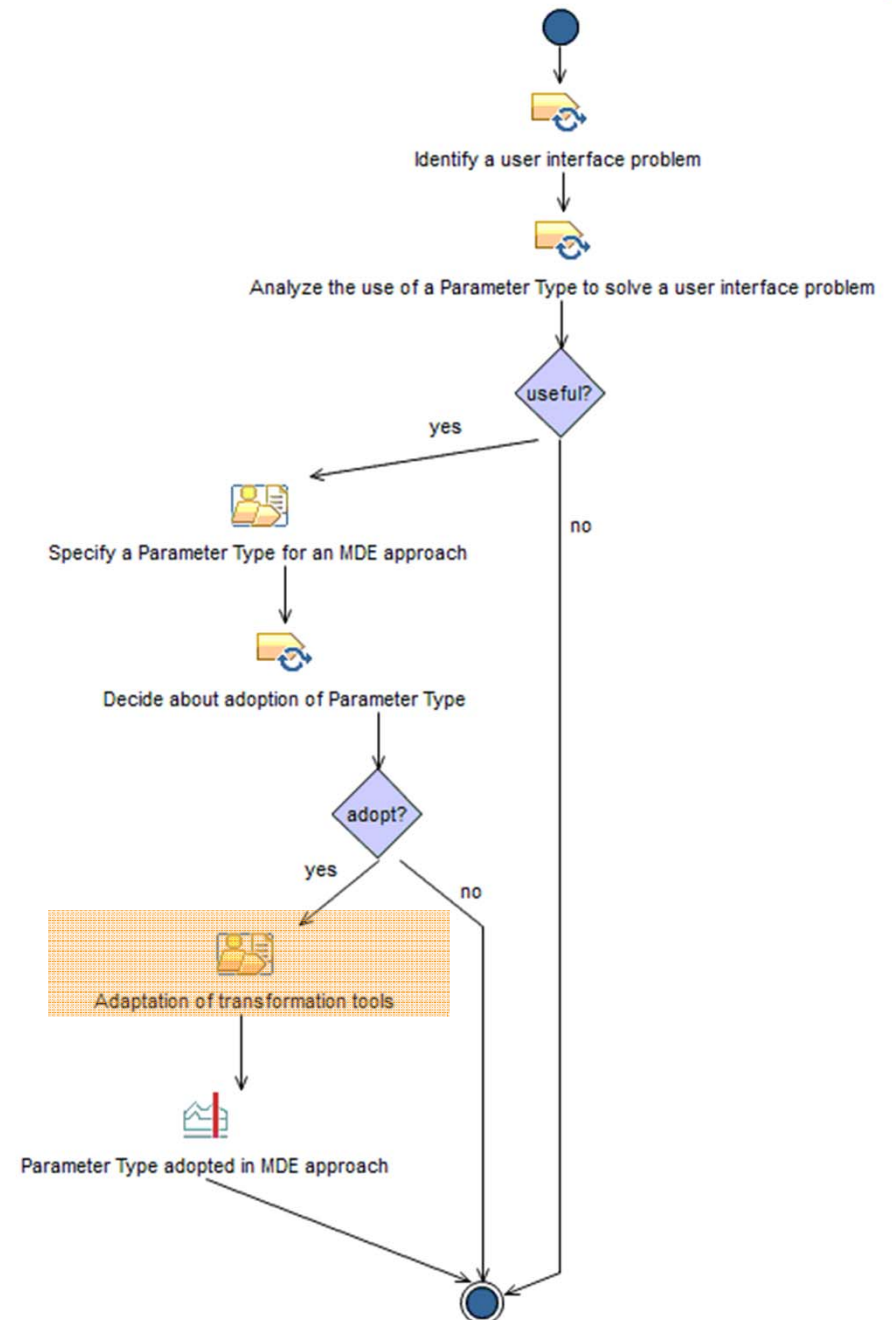 Identify a user interface problem
Analyze the use of a Parameter Type to solve a user interface problem
useful?
yes
no
Specify a Parameter Type for an MDE approach
Decide about adoption of Parameter Type
adopt?
yes
no
Adaptation of transformation tools
Parameter Type adopted in MDE approach